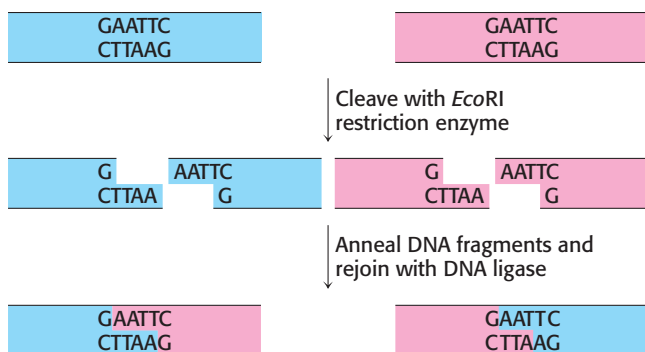 GAATTC GAATTC
CTTAAG CTTAAG
Cleave with EcoRI
restriction enzyme
G AATTC G AATTC
CTTAA G CTTAA G
Anneal DNA fragments and
rejoin with DNA ligase
GAATTC GAATTC
CTTAAG CTTAAG